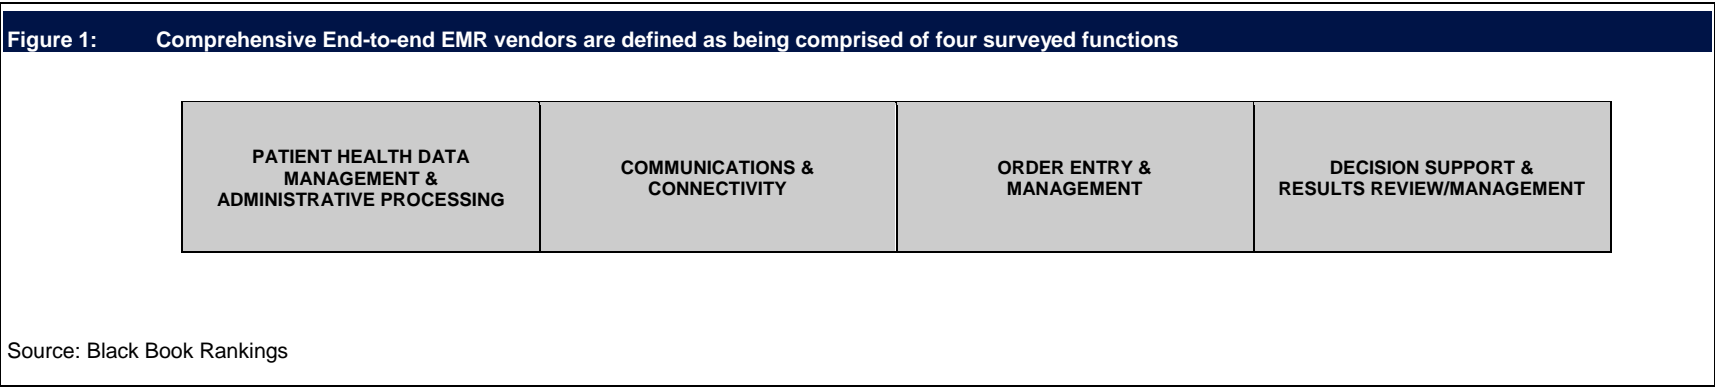 Figure 1: Comprehensive End-to-end EMR vendors are defined as being comprised of four surveyed functions
PATIENT HEALTH DATA
MANAGEMENT &
ADMINISTRATIVE PROCESSING
COMMUNICATIONS &
CONNECTIVITY
ORDER ENTRY &
MANAGEMENT
DECISION SUPPORT &
RESULTS REVIEW/MANAGEMENT
Source: Black Book Rankings